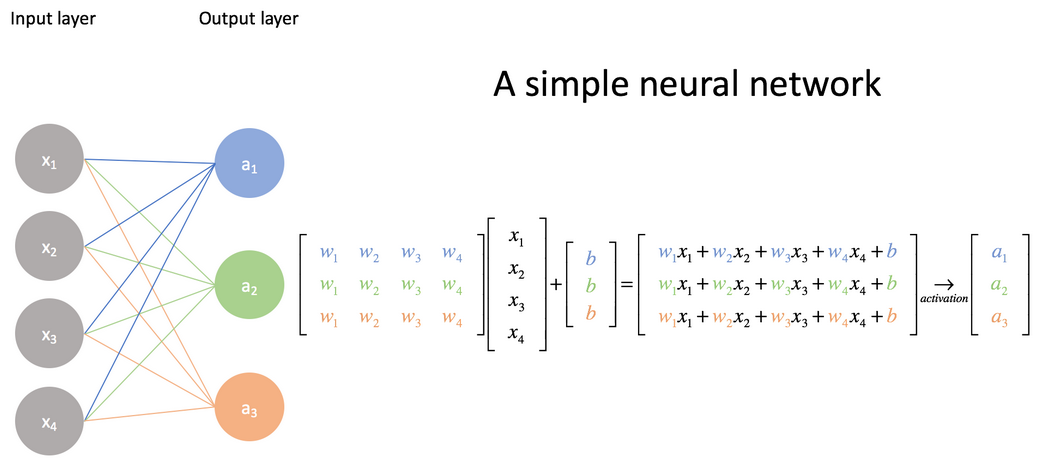 Input layer
Output layer
A simple neural network
x₁
x₂
x₃
x₄
a₁
a₂
a₃
[ w₁ w₂ w₃ w₄ ] [ x₁ ] + [ b ] = [ w₁x₁ + w₂x₂ + w₃x₃ + w₄x₄ + b ] → [ a₁ ]
[ w₁ w₂ w₃ w₄ ] [ x₂ ] [ b ] [ w₁x₁ + w₂x₂ + w₃x₃ + w₄x₄ + b ] activation [ a₂ ]
[ w₁ w₂ w₃ w₄ ] [ x₃ ] [ b ] [ w₁x₁ + w₂x₂ + w₃x₃ + w₄x₄ + b ] [ a₃ ]
[ x₄ ]